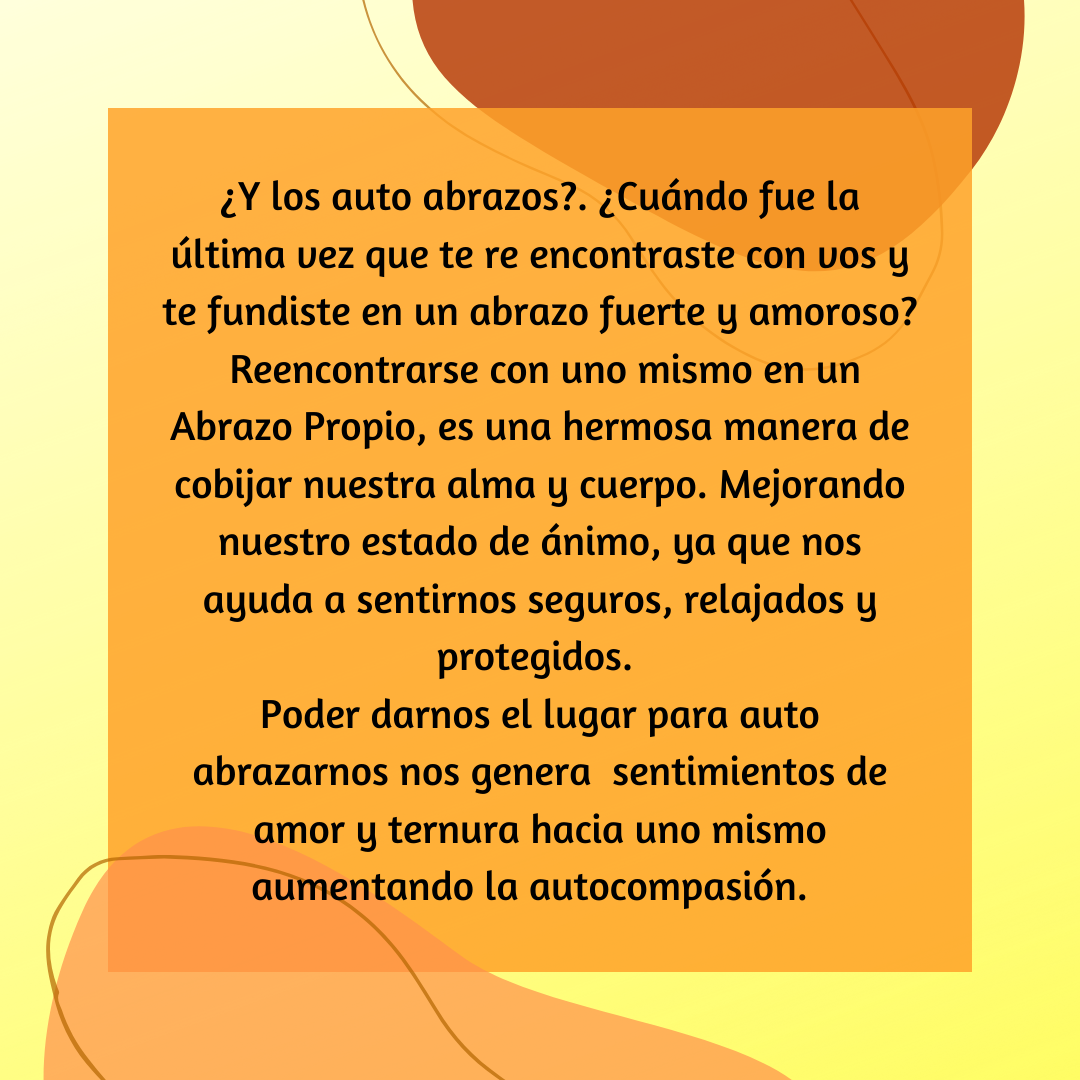 ¿Y los auto abrazos?. ¿Cuándo fue la
última vez que te re encontraste con vos y
te fundiste en un abrazo fuerte y amoroso?
Reencontrarse con uno mismo en un
Abrazo Propio, es una hermosa manera de
cobijar nuestra alma y cuerpo. Mejorando
nuestro estado de ánimo, ya que nos
ayuda a sentirnos seguros, relajados y
protegidos.
Poder darnos el lugar para auto
abrazarnos nos genera  sentimientos de
amor y ternura hacia uno mismo
aumentando la autocompasión.